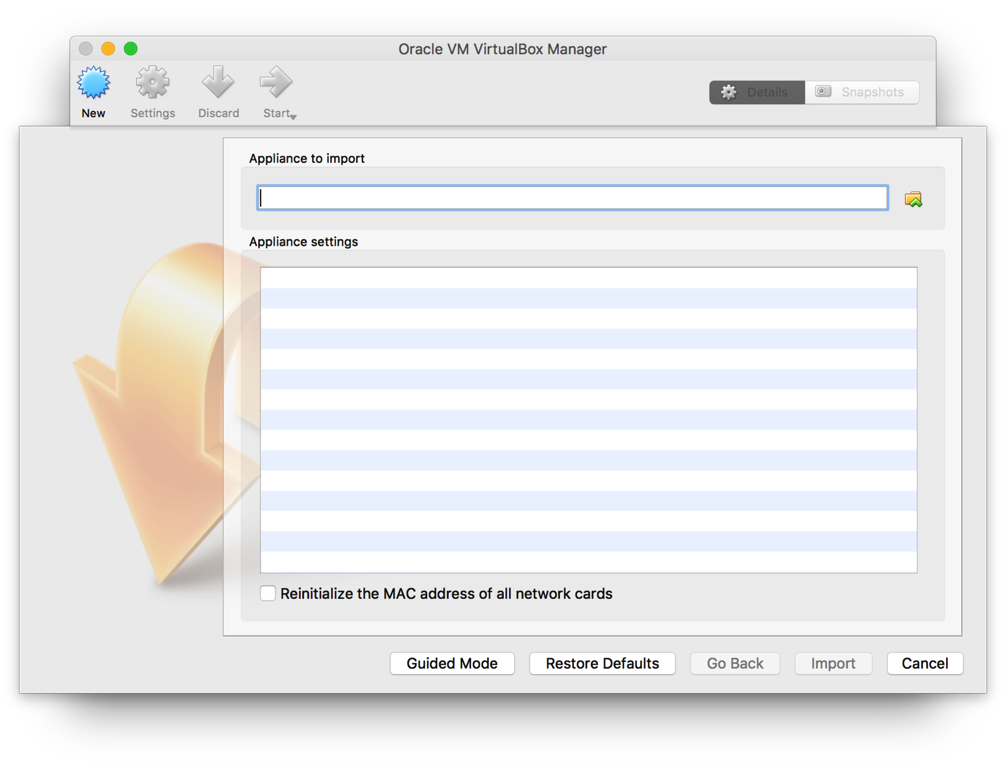 Oracle VM VirtualBox Manager
New
Settings
Discard
Start
Details
Snapshots
Appliance to import
Appliance settings
Reinitialize the MAC address of all network cards
Guided Mode
Restore Defaults
Go Back
Import
Cancel